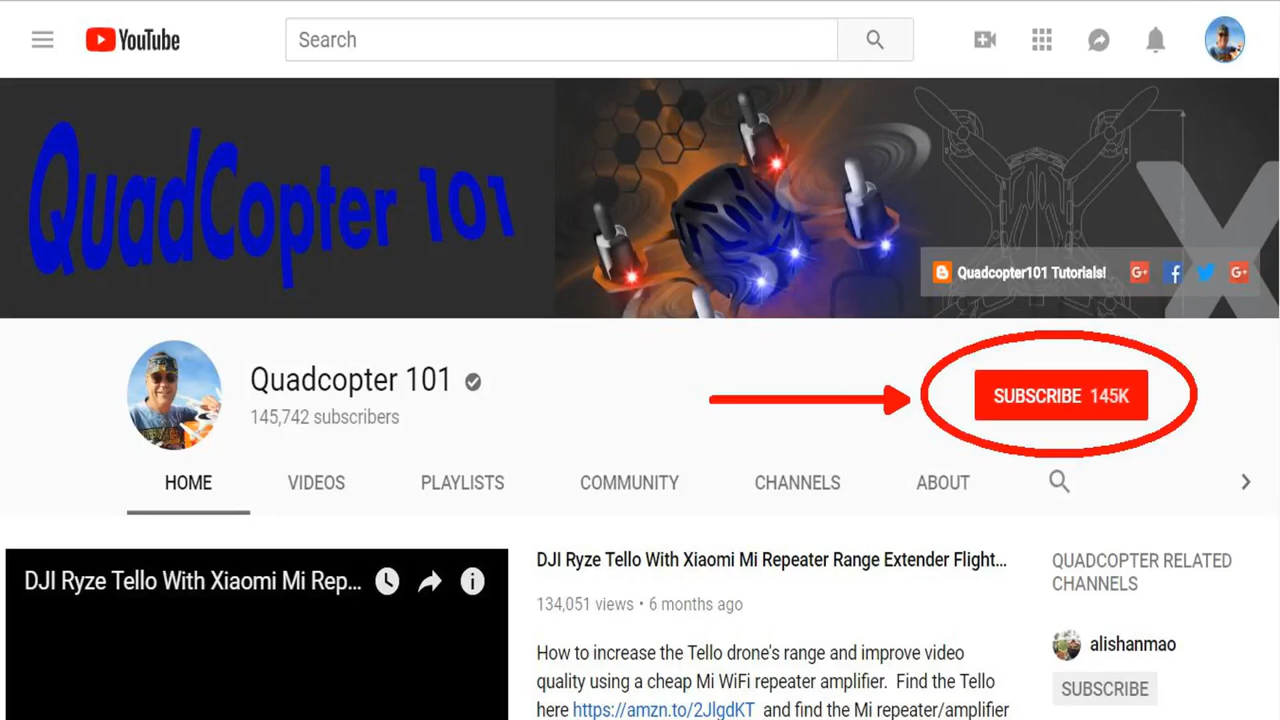 YouTube
Search
QuadCopter 101
Quadcopter101 Tutorials!
G+ f G+
X
Quadcopter 101
145,742 subscribers
SUBSCRIBE 145K
HOME VIDEOS PLAYLISTS COMMUNITY CHANNELS ABOUT
DJI Ryze Tello With Xiaomi Mi Rep...
DJI Ryze Tello With Xiaomi Mi Repeater Range Extender Flight...
134,051 views • 6 months ago
How to increase the Tello drone's range and improve video
quality using a cheap Mi WiFi repeater amplifier. Find the Tello
here https://amzn.to/2JlgdKT and find the Mi repeater/amplifier
QUADCOPTER RELATED
CHANNELS
alishanmao
SUBSCRIBE